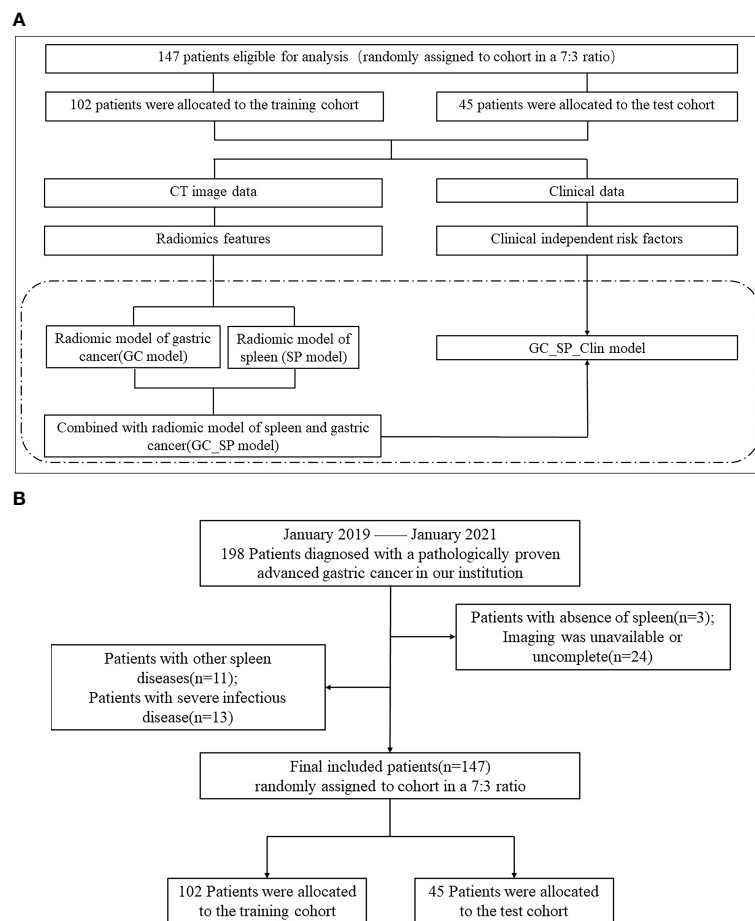 A
147 patients eligible for analysis（randomly assigned to cohort in a 7:3 ratio）
102 patients were allocated to the training cohort
45 patients were allocated to the test cohort
CT image data
Clinical data
Radiomics features
Clinical independent risk factors
Radiomic model of gastric
cancer(GC model)
Radiomic model of
spleen (SP model)
GC_SP_Clin model
Combined with radiomic model of spleen and gastric
cancer(GC_SP model)
B
January 2019 —— January 2021
198 Patients diagnosed with a pathologically proven
advanced gastric cancer in our institution
Patients with absence of spleen(n=3);
Imaging was unavailable or
uncomplete(n=24)
Patients with other spleen
diseases(n=11);
Patients with severe infectious
disease(n=13)
Final included patients(n=147)
randomly assigned to cohort in a 7:3 ratio
102 Patients were allocated
to the training cohort
45 Patients were allocated
to the test cohort